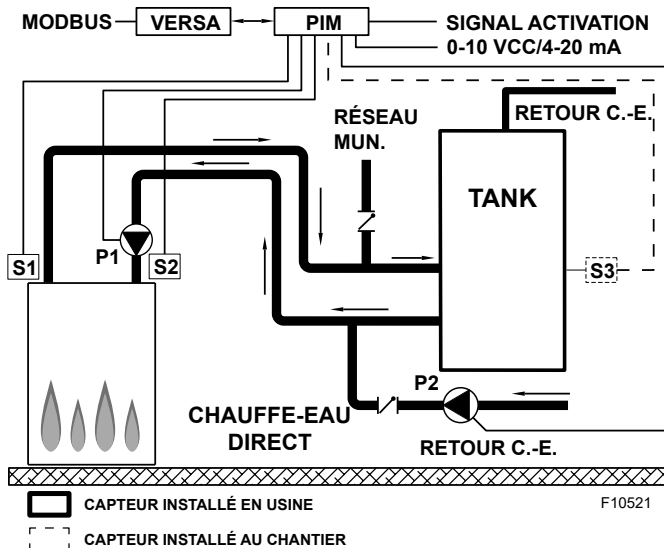 MODBUS
VERSA
PIM
SIGNAL ACTIVATION
0-10 VCC/4-20 mA
RETOUR C.-E.
RÉSEAU
MUN.
TANK
P1
S1
S2
S3
P2
CHAUFFE-EAU
DIRECT
RETOUR C.-E.
CAPTEUR INSTALLÉ EN USINE
F10521
CAPTEUR INSTALLÉ AU CHANTIER